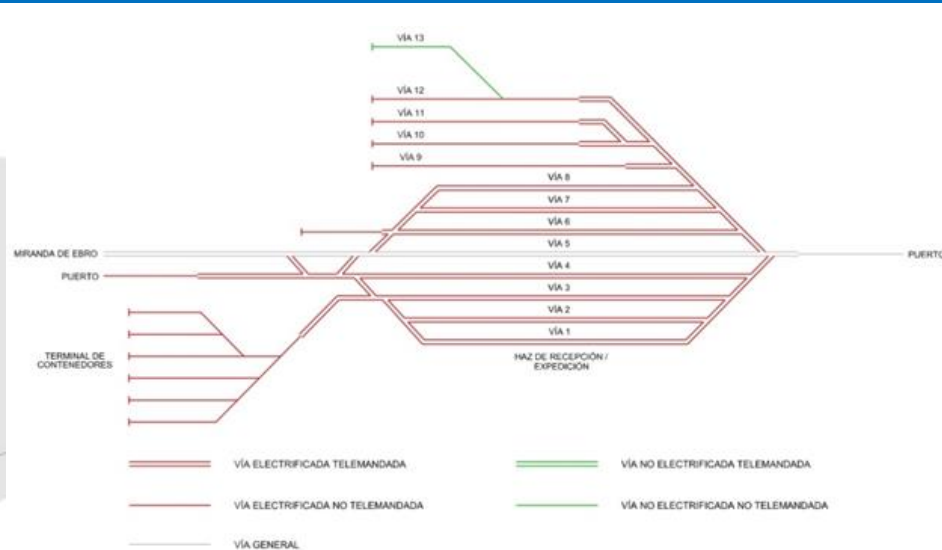 VÍA 13
VÍA 12
VÍA 11
VÍA 10
VÍA 9
VÍA 8
VÍA 7
VÍA 6
MIRANDA DE EBRO
VÍA 5
PUERTO
VÍA 4
PUERTO
VÍA 3
VÍA 2
VÍA 1
TERMINAL DE
CONTENEDORES
HAZ DE RECEPCIÓN /
EXPEDICIÓN
VÍA ELECTRIFICADA TELEMANDADA
VÍA NO ELECTRIFICADA TELEMANDADA
VÍA ELECTRIFICADA NO TELEMANDADA
VÍA NO ELECTRIFICADA NO TELEMANDADA
VÍA GENERAL